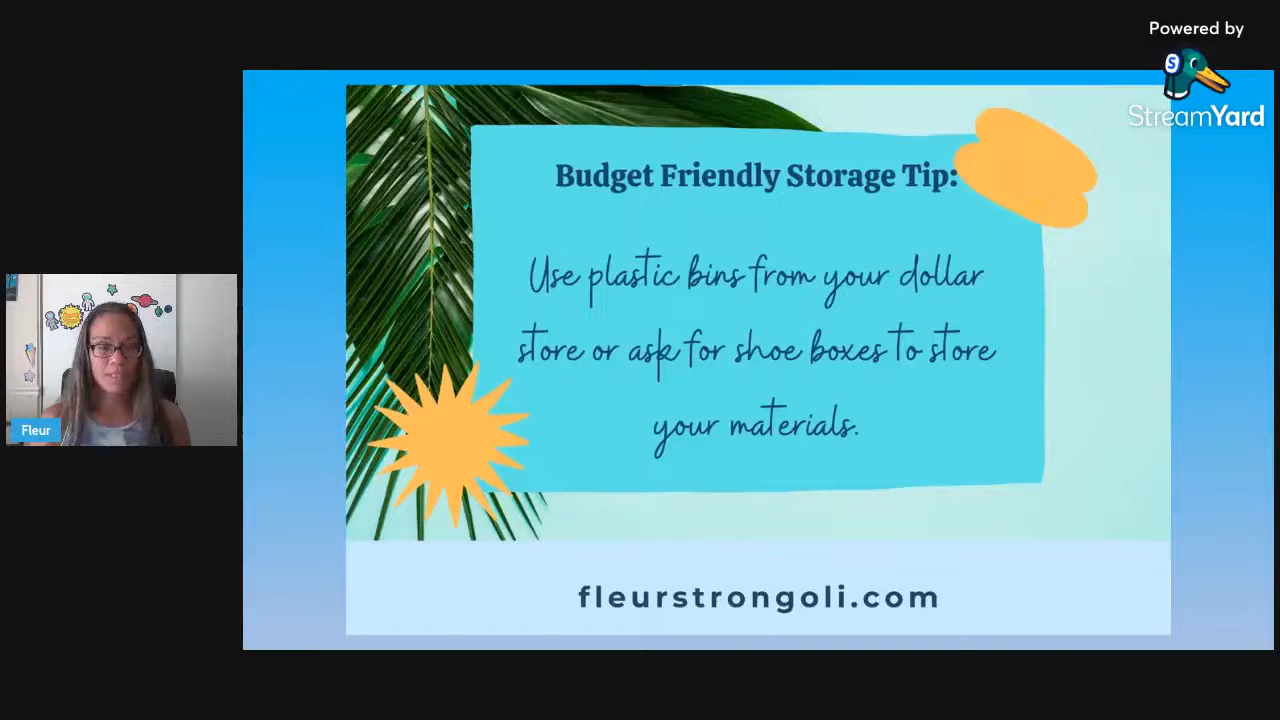 Powered by
StreamYard
Budget Friendly Storage Tip:
Use plastic bins from your dollar
store or ask for shoe boxes to store
your materials.
Fleur
fleurstrongoli.com